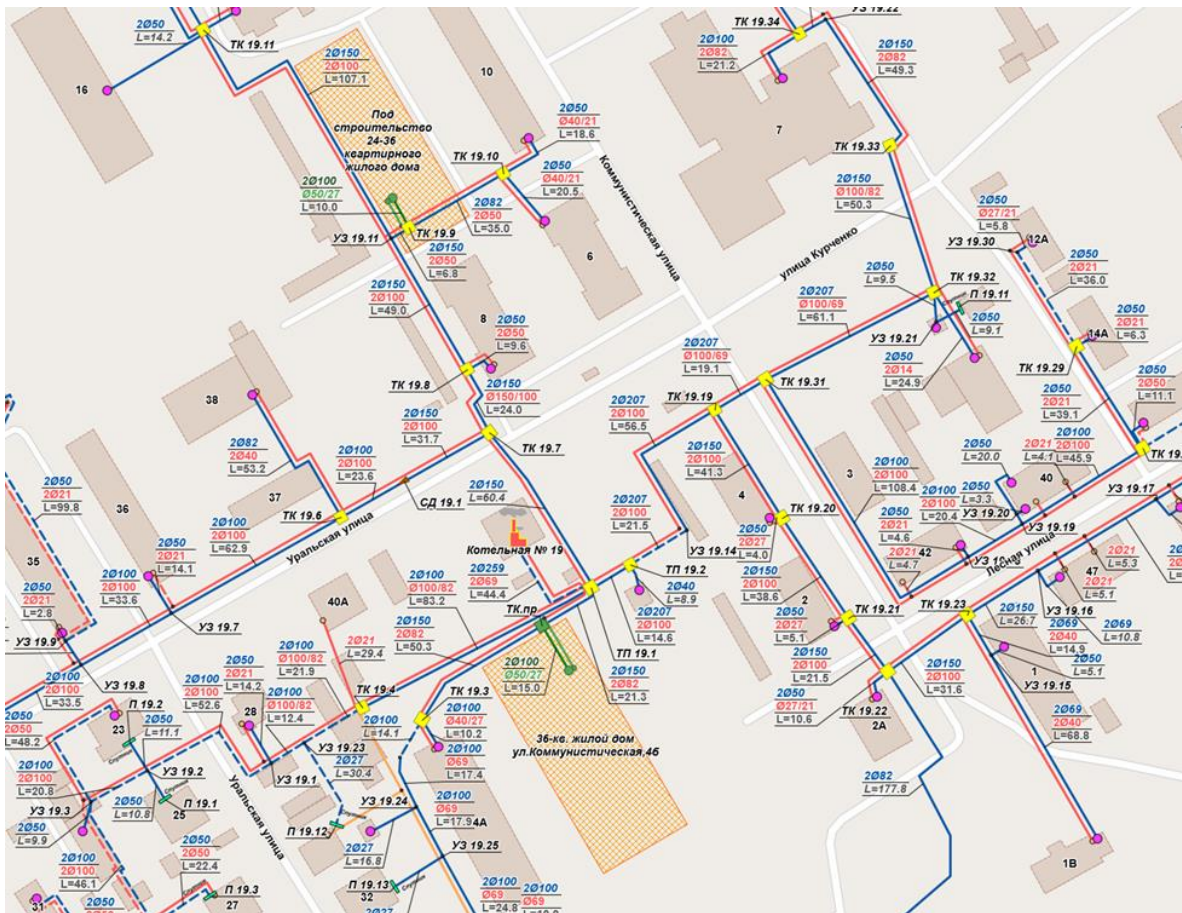 2Ø50
L=14.2
ТК 19.11
16
2Ø150
2Ø100
L=107.1
Под
строительство
24-36
квартирного
жилого дома
10
2Ø50
Ø40/21
L=18.6
ТК 19.10
2Ø50
Ø40/21
L=20.5
2Ø100
Ø50/27
L=10.0
УЗ 19.11
ТК 19.9
2Ø82
2Ø50
L=35.0
2Ø150
2Ø50
L=6.8
6
Коммунистическая улица
2Ø150
2Ø100
L=49.0
8
2Ø50
2Ø50
L=9.6
ТК 19.8
2Ø150
Ø150/100
L=24.0
ТК 19.34
УЗ 19.22
2Ø100
2Ø82
L=21.2
2Ø150
2Ø82
L=49.3
7
ТК 19.33
2Ø150
Ø100/82
L=50.3
улица Курченко
2Ø50
Ø27/21
L=5.8
12А
УЗ 19.30
2Ø50
2Ø21
L=36.0
2Ø50
L=9.5
ТК 19.32
П 19.11
2Ø207
Ø100/69
L=61.1
УЗ 19.21
2Ø50
L=9.1
14А
2Ø50
2Ø21
L=6.3
2Ø50
2Ø14
L=24.9
ТК 19.29
2Ø207
Ø100/69
L=19.1
ТК 19.31
2Ø50
2Ø21
L=39.1
2Ø50
2Ø50
L=11.1
38
2Ø82
2Ø40
L=53.2
2Ø150
2Ø100
L=31.7
ТК 19.7
2Ø100
2Ø100
L=23.6
СД 19.1
ТК 19.19
2Ø207
2Ø100
L=56.5
2Ø150
2Ø100
L=41.3
37
ТК 19.6
36
2Ø50
2Ø21
L=99.8
2Ø100
2Ø100
L=62.9
Уральская улица
2Ø150
L=60.4
Котельная № 19
2Ø207
2Ø100
L=21.5
УЗ 19.14
4
ТК 19.20
2Ø50
2Ø27
L=4.0
3
2Ø100
2Ø100
L=108.4
2Ø50
L=20.0
2Ø21
L=4.1
2Ø100
2Ø100
L=45.9
40
2Ø50
L=3.3
2Ø100
2Ø100
L=20.4
УЗ 19.20
УЗ 19.19
УЗ 19.17
2Ø50
2Ø21
L=4.6
2Ø21
L=4.7
42
Лесная улица
47
2Ø21
L=5.3
2Ø21
L=5.1
УЗ 19.16
35
2Ø50
2Ø21
L=14.1
2Ø50
2Ø21
L=2.8
2Ø100
2Ø100
L=33.6
УЗ 19.7
УЗ 19.9
УЗ 19.8
40А
2Ø100
Ø100/82
L=83.2
2Ø259
Ø69
L=44.4
ТК.пр.
ТП 19.2
2Ø40
L=8.9
2Ø207
2Ø100
L=14.6
ТП 19.1
2Ø150
2Ø100
L=38.6
2
2Ø50
2Ø27
L=5.1
ТК 19.21
ТК 19.23
2Ø150
L=26.7
2Ø69
2Ø40
L=14.9
2Ø69
L=10.8
2Ø150
2Ø82
L=50.3
2Ø21
L=29.4
2Ø100
Ø100/82
L=21.9
2Ø100
Ø50/27
L=15.0
2Ø150
2Ø82
L=21.3
2Ø150
2Ø100
L=21.5
2Ø150
2Ø100
L=31.6
2Ø50
L=5.1
1
УЗ 19.15
2Ø50
Ø27/21
L=10.6
ТК 19.22
2А
2Ø69
2Ø40
L=68.8
2Ø100
2Ø100
L=33.5
2Ø50
2Ø50
L=48.2
П 19.2
23
2Ø50
L=11.1
2Ø100
2Ø100
L=52.6
2Ø50
2Ø21
L=14.2
28
2Ø100
Ø100/82
L=12.4
ТК 19.4
ТК 19.3
2Ø100
L=14.1
2Ø100
Ø40/27
L=10.2
36-кв. жилой дом
ул.Коммунистическая,4б
УЗ 19.23
2Ø27
L=30.4
УЗ 19.1
УЗ 19.2
2Ø100
2Ø100
L=20.8
УЗ 19.3
2Ø50
L=9.9
2Ø50
L=10.8
П 19.1
25
Уральская улица
2Ø100
Ø69
L=17.4
УЗ 19.24
2Ø100
Ø69
L=17.9
4А
П 19.12
2Ø27
L=16.8
УЗ 19.25
2Ø82
L=177.8
2Ø100
2Ø100
L=46.1
2Ø50
2Ø50
L=22.4
П 19.3
27
31
П 19.13
32
2Ø27
2Ø100
Ø69
L=24.8
2Ø100
Ø69
1В